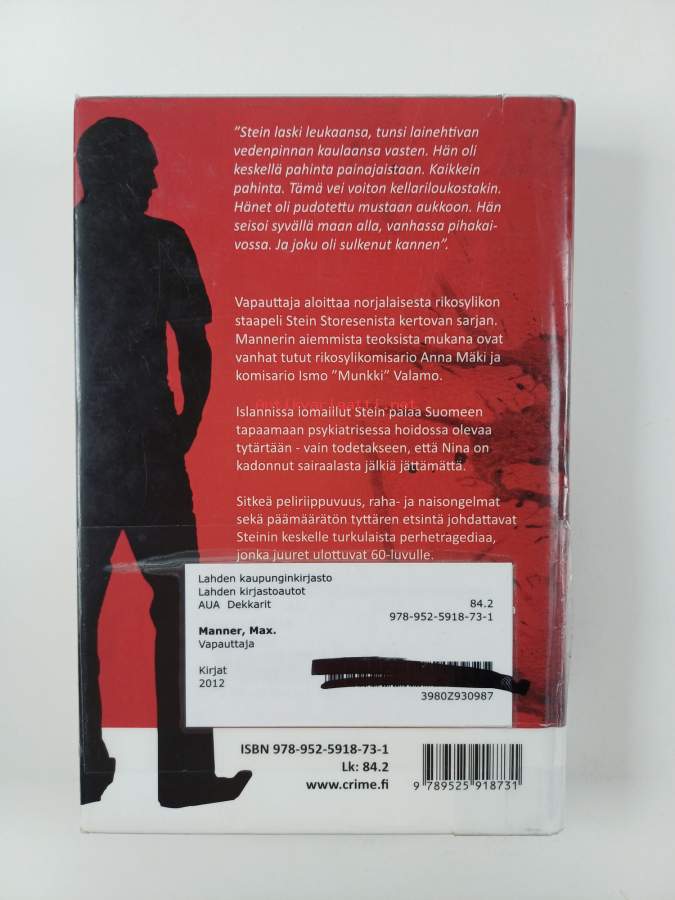 ”Stein laski leukaansa, tunsi lainehtivan
vedenpinnan kaulaansa vasten. Hän oli
keskellä pahinta painajaistaan. Kaikkein
pahinta. Tämä vei voiton kellariloukostakin.
Hänet oli pudotettu mustaan aukkoon. Hän
seisoi syvällä maan alla, vanhassa pihakai-
vossa. Ja joku oli sulkenut kannen”.
Vapauttaja aloittaa norjalaisesta rikosylikon
staapeli Stein Storesenista kertovan sarjan.
Mannerin aiemmista teoksista mukana ovat
vanhat tutut rikosylikomisario Anna Mäki ja
komisario Ismo ”Munkki” Valamo.
Antikvariaatti.net
Islannissa lomaillut Stein palaa Suomeen
tapaamaan psykiatrisessa hoidossa olevaa
tytärtään - vain todetakseen, että Nina on
kadonnut sairaalasta jälkiä jättämättä.
Sitkeä peliriippuvuus, raha- ja naisongelmat
sekä päämäärätön tyttären etsintä johdattavat
Steinin keskelle turkulaista perhetragediaa,
jonka juuret ulottuvat 60-luvulle.
Lahden kaupunginkirjasto
Lahden kirjastoautot
AUA Dekkarit 84.2
978-952-5918-73-1
Manner, Max.
Vapauttaja
Kirjat
2012
3980Z930987
ISBN 978-952-5918-73-1
Lk: 84.2
www.crime.fi
9 789525 918731